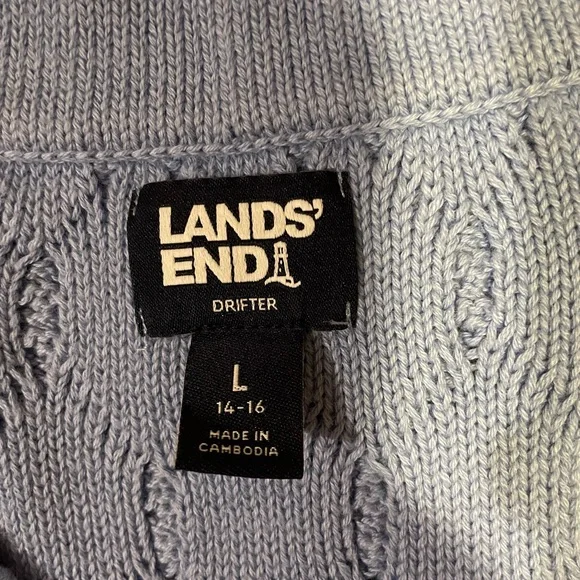 LANDS'
END
DRIFTER
L
14-16
MADE IN
CAMBODIA